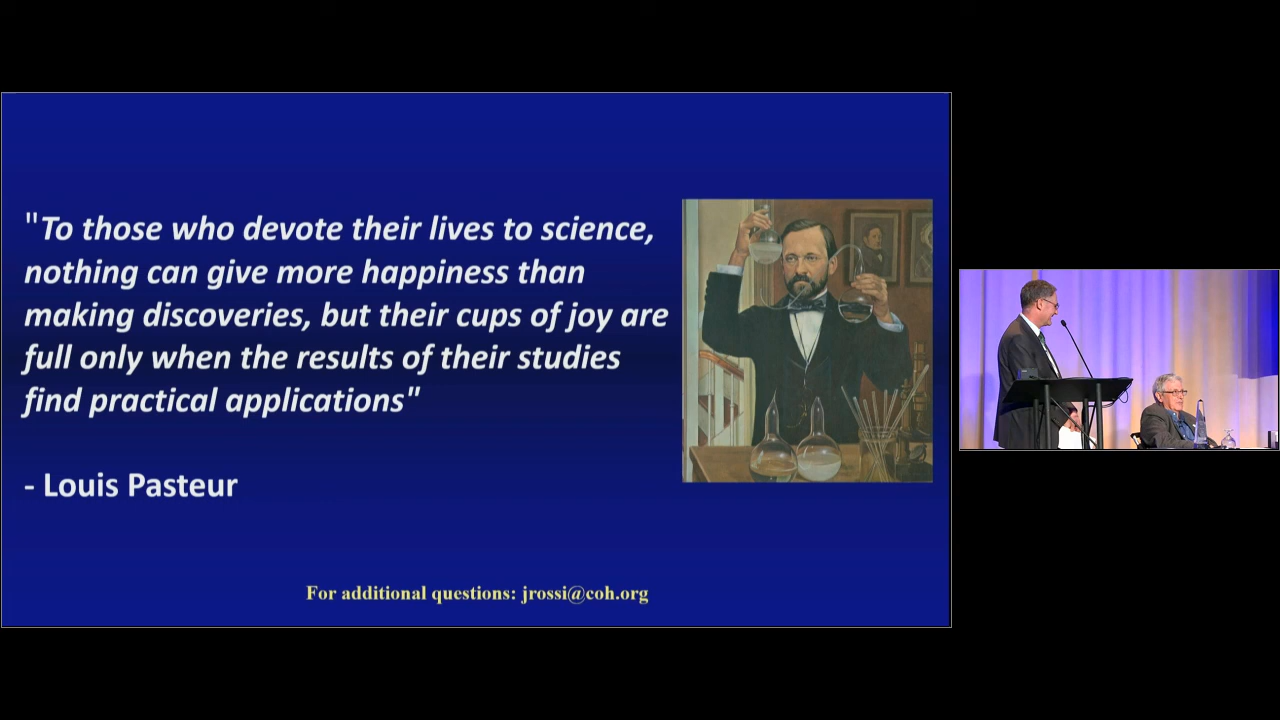 "To those who devote their lives to science,
nothing can give more happiness than
making discoveries, but their cups of joy are
full only when the results of their studies
find practical applications"
- Louis Pasteur
For additional questions: jrossi@coh.org